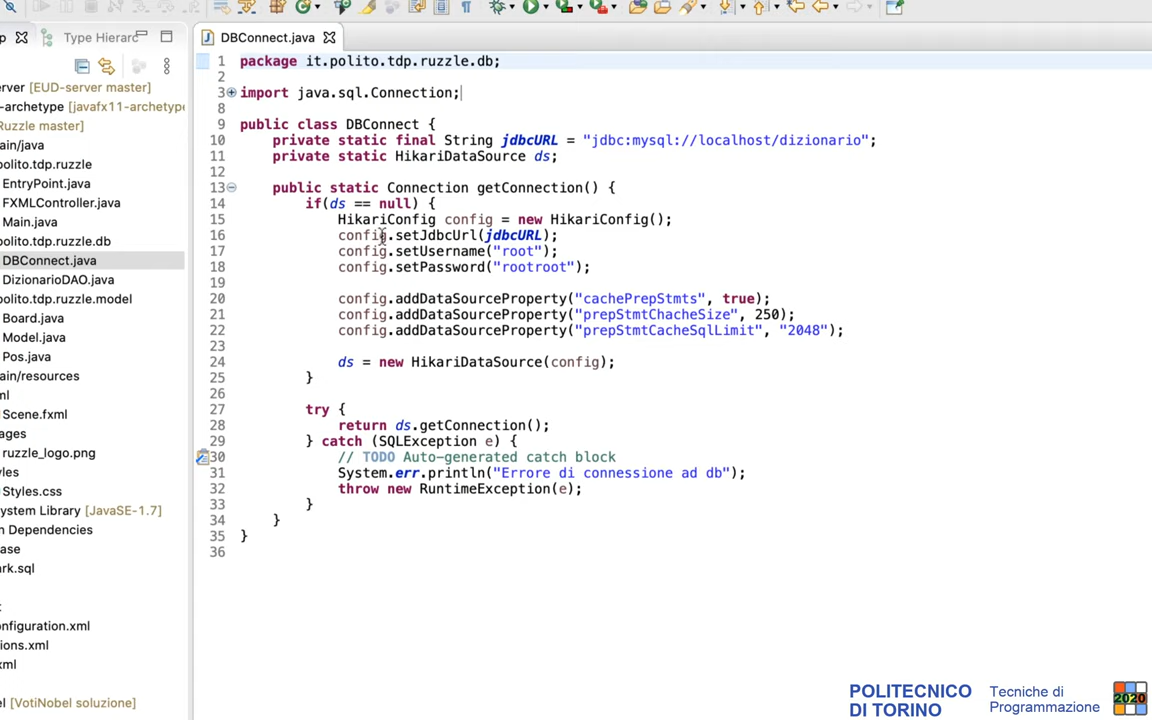 p
Type Hierarc
DBConnect.java
erver [EUD-server master]
-archetype [javafx11-archetype
Ruzzle master]
ain/java
polito.tdp.ruzzle
EntryPoint.java
FXMLController.java
Main.java
polito.tdp.ruzzle.db
DBConnect.java
DizionarioDAO.java
polito.tdp.ruzzle.model
Board.java
Model.java
Pos.java
ain/resources
ml
Scene.fxml
ages
ruzzle_logo.png
yles
Styles.css
ystem Library [JavaSE-1.7]
n Dependencies
ase
ark.sql
t
onfiguration.xml
ions.xml
xml
el [VotiNobel soluzione]
1 package it.polito.tdp.ruzzle.db;
2
3 import java.sql.Connection;
8
9 public class DBConnect {
10 private static final String jdbcURL = "jdbc:mysql://localhost/dizionario";
11 private static HikariDataSource ds;
12
13 public static Connection getConnection() {
14 if(ds == null) {
15 HikariConfig config = new HikariConfig();
16 config.setJdbcUrl(jdbcURL);
17 config.setUsername("root");
18 config.setPassword("rootroot");
19
20 config.addDataSourceProperty("cachePrepStmts", true);
21 config.addDataSourceProperty("prepStmtChacheSize", 250);
22 config.addDataSourceProperty("prepStmtCacheSqlLimit", "2048");
23
24 ds = new HikariDataSource(config);
25 }
26
27 try {
28 return ds.getConnection();
29 } catch (SQLException e) {
30 // TODO Auto-generated catch block
31 System.err.println("Errore di connessione ad db");
32 throw new RuntimeException(e);
33 }
34 }
35 }
36
POLITECNICO
DI TORINO
Tecniche di
Programmazione
2020